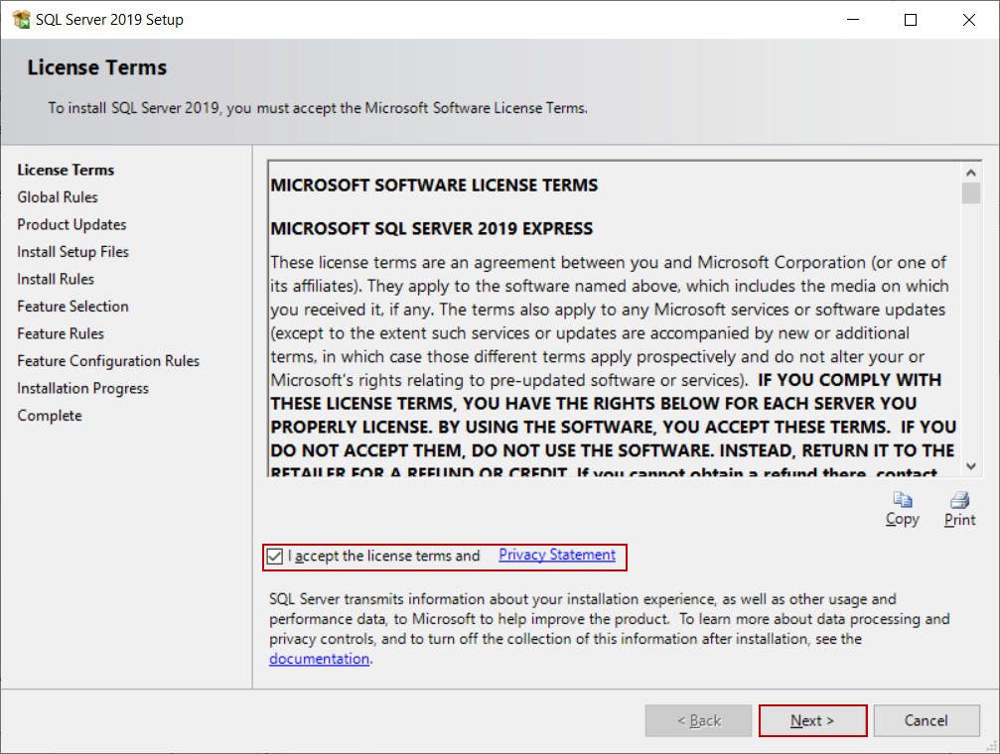 SQL Server 2019 Setup
License Terms
To install SQL Server 2019, you must accept the Microsoft Software License Terms.
License Terms
Global Rules
Product Updates
Install Setup Files
Install Rules
Feature Selection
Feature Rules
Feature Configuration Rules
Installation Progress
Complete
MICROSOFT SOFTWARE LICENSE TERMS
MICROSOFT SQL SERVER 2019 EXPRESS
These license terms are an agreement between you and Microsoft Corporation (or one of
its affiliates). They apply to the software named above, which includes the media on which
you received it, if any. The terms also apply to any Microsoft services or software updates
(except to the extent such services or updates are accompanied by new or additional
terms, in which case those different terms apply prospectively and do not alter your or
Microsoft's rights relating to pre-updated software or services).  IF YOU COMPLY WITH
THESE LICENSE TERMS, YOU HAVE THE RIGHTS BELOW FOR EACH SERVER YOU
PROPERLY LICENSE. BY USING THE SOFTWARE, YOU ACCEPT THESE TERMS.  IF YOU
DO NOT ACCEPT THEM, DO NOT USE THE SOFTWARE. INSTEAD, RETURN IT TO THE
RETAILER FOR A REFUND OR CREDIT. If you cannot obtain a refund there, contact
Copy Print
I accept the license terms and Privacy Statement
SQL Server transmits information about your installation experience, as well as other usage and
performance data, to Microsoft to help improve the product.  To learn more about data processing and
privacy controls, and to turn off the collection of this information after installation, see the
documentation.
< Back Next > Cancel